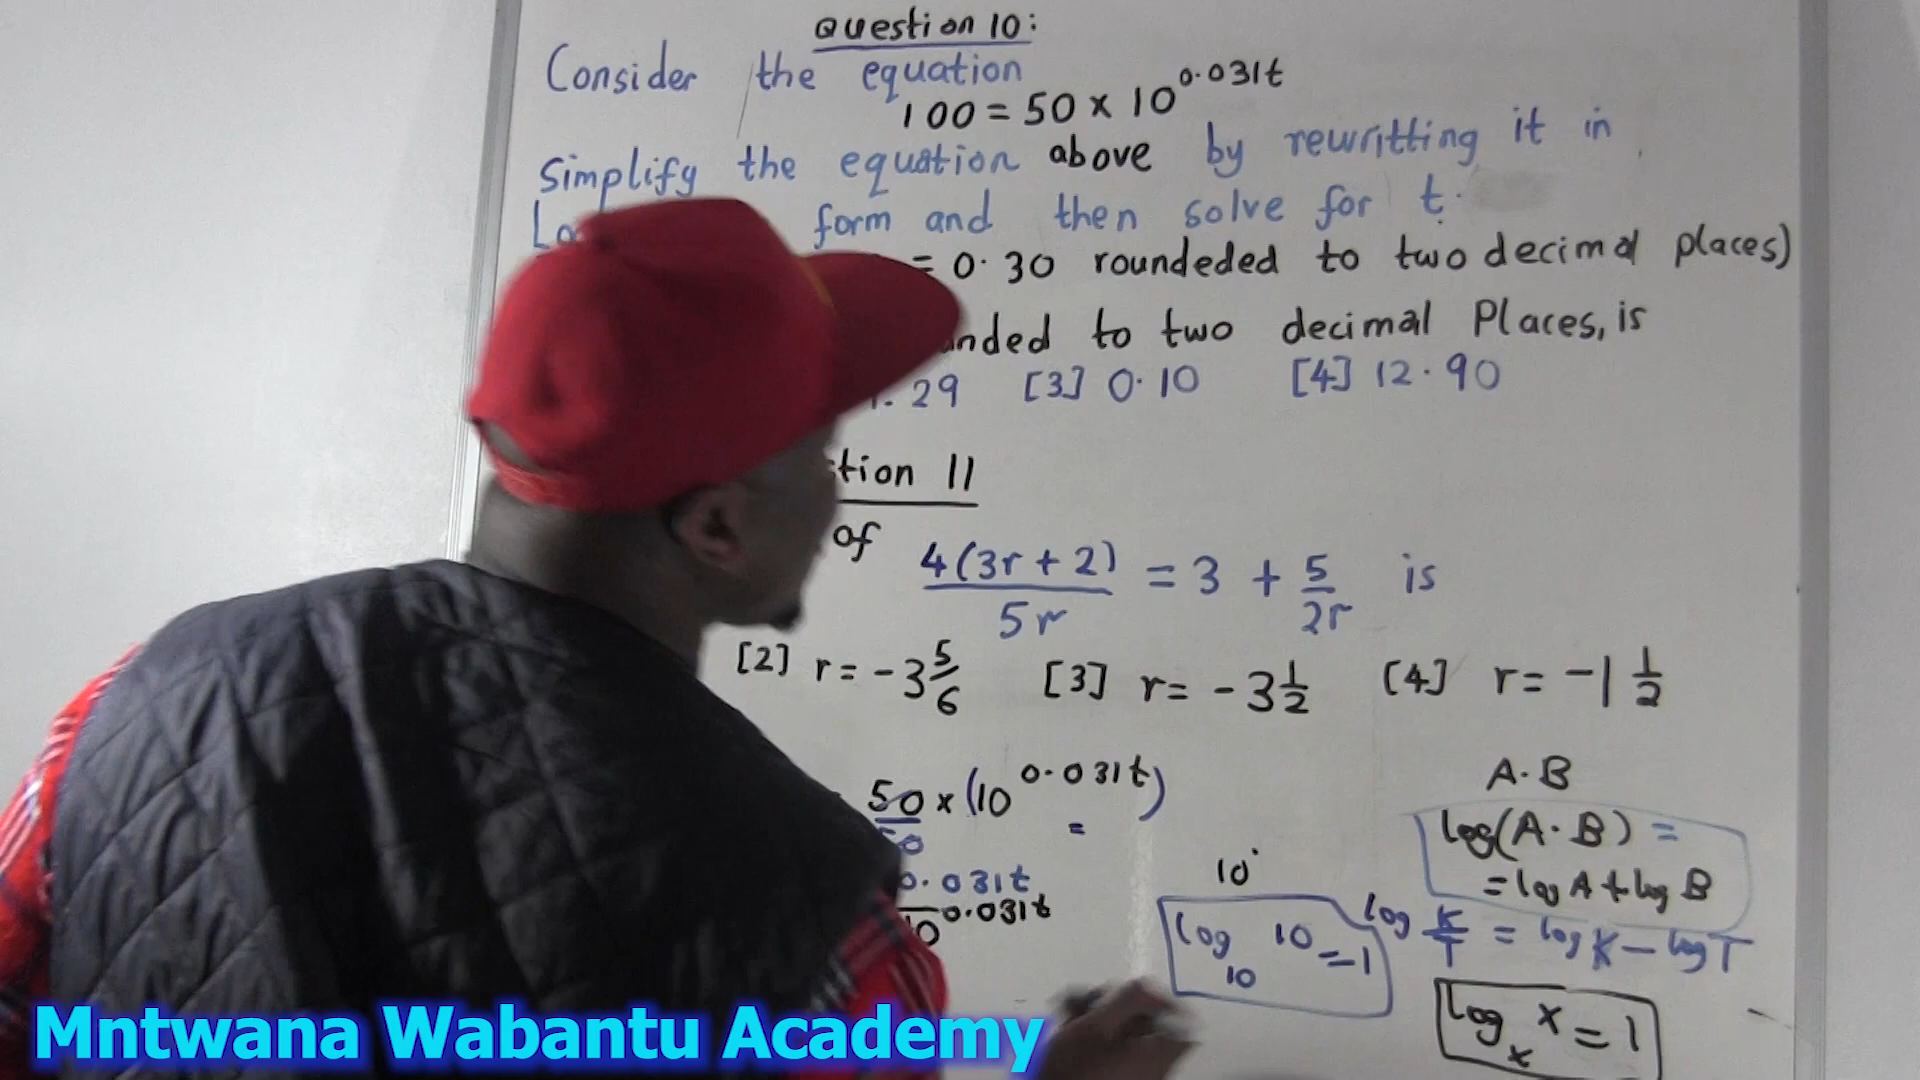 Question 10:
Consider the equation
100 = 50 × 10^0.031t
Simplify the equation above by rewritting it in
form and then solve for t.
= 0.30 roundeded to two decimal places)
to two decimal Places, is
29 [3] 0.10 [4] 12.90
11
of 4(3r + 2)/5r = 3 + 5/2r is
[2] r = -3 5/6 [3] r = -3 1/2 [4] r = -1 1/2
50 × (10^0.031t)
=
0.031t
10^0.031t
A.B
log(A.B) =
= log A + log B
10
log_10 10 = 1
log K/T = log K - log T
log_x x = 1
Mntwana Wabantu Academy